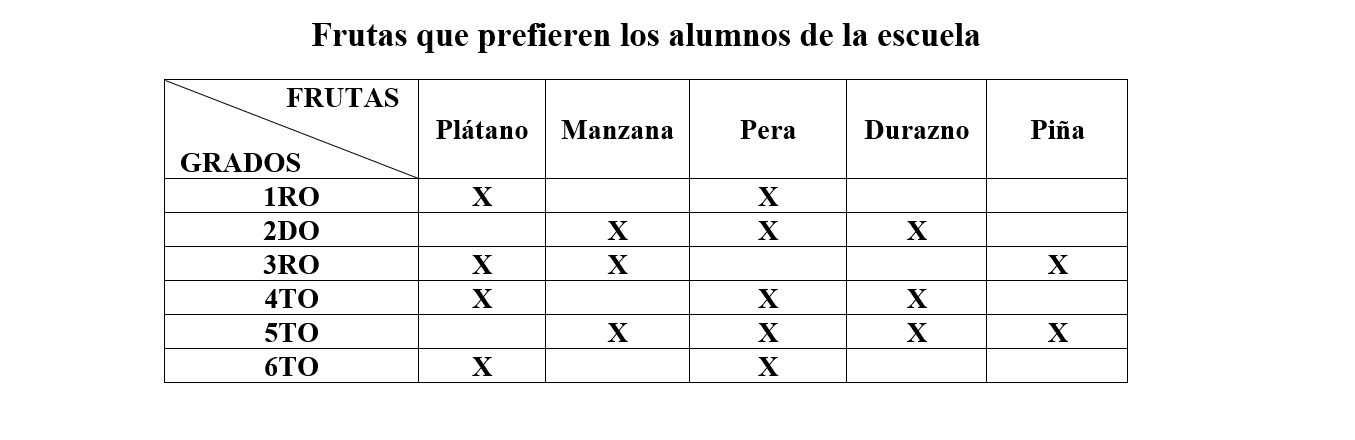 Frutas que prefieren los alumnos de la escuela
FRUTAS
GRADOS
Plátano Manzana Pera Durazno Piña
1RO X X
2DO X X X
3RO X X X
4TO X X X
5TO X X X X
6TO X X